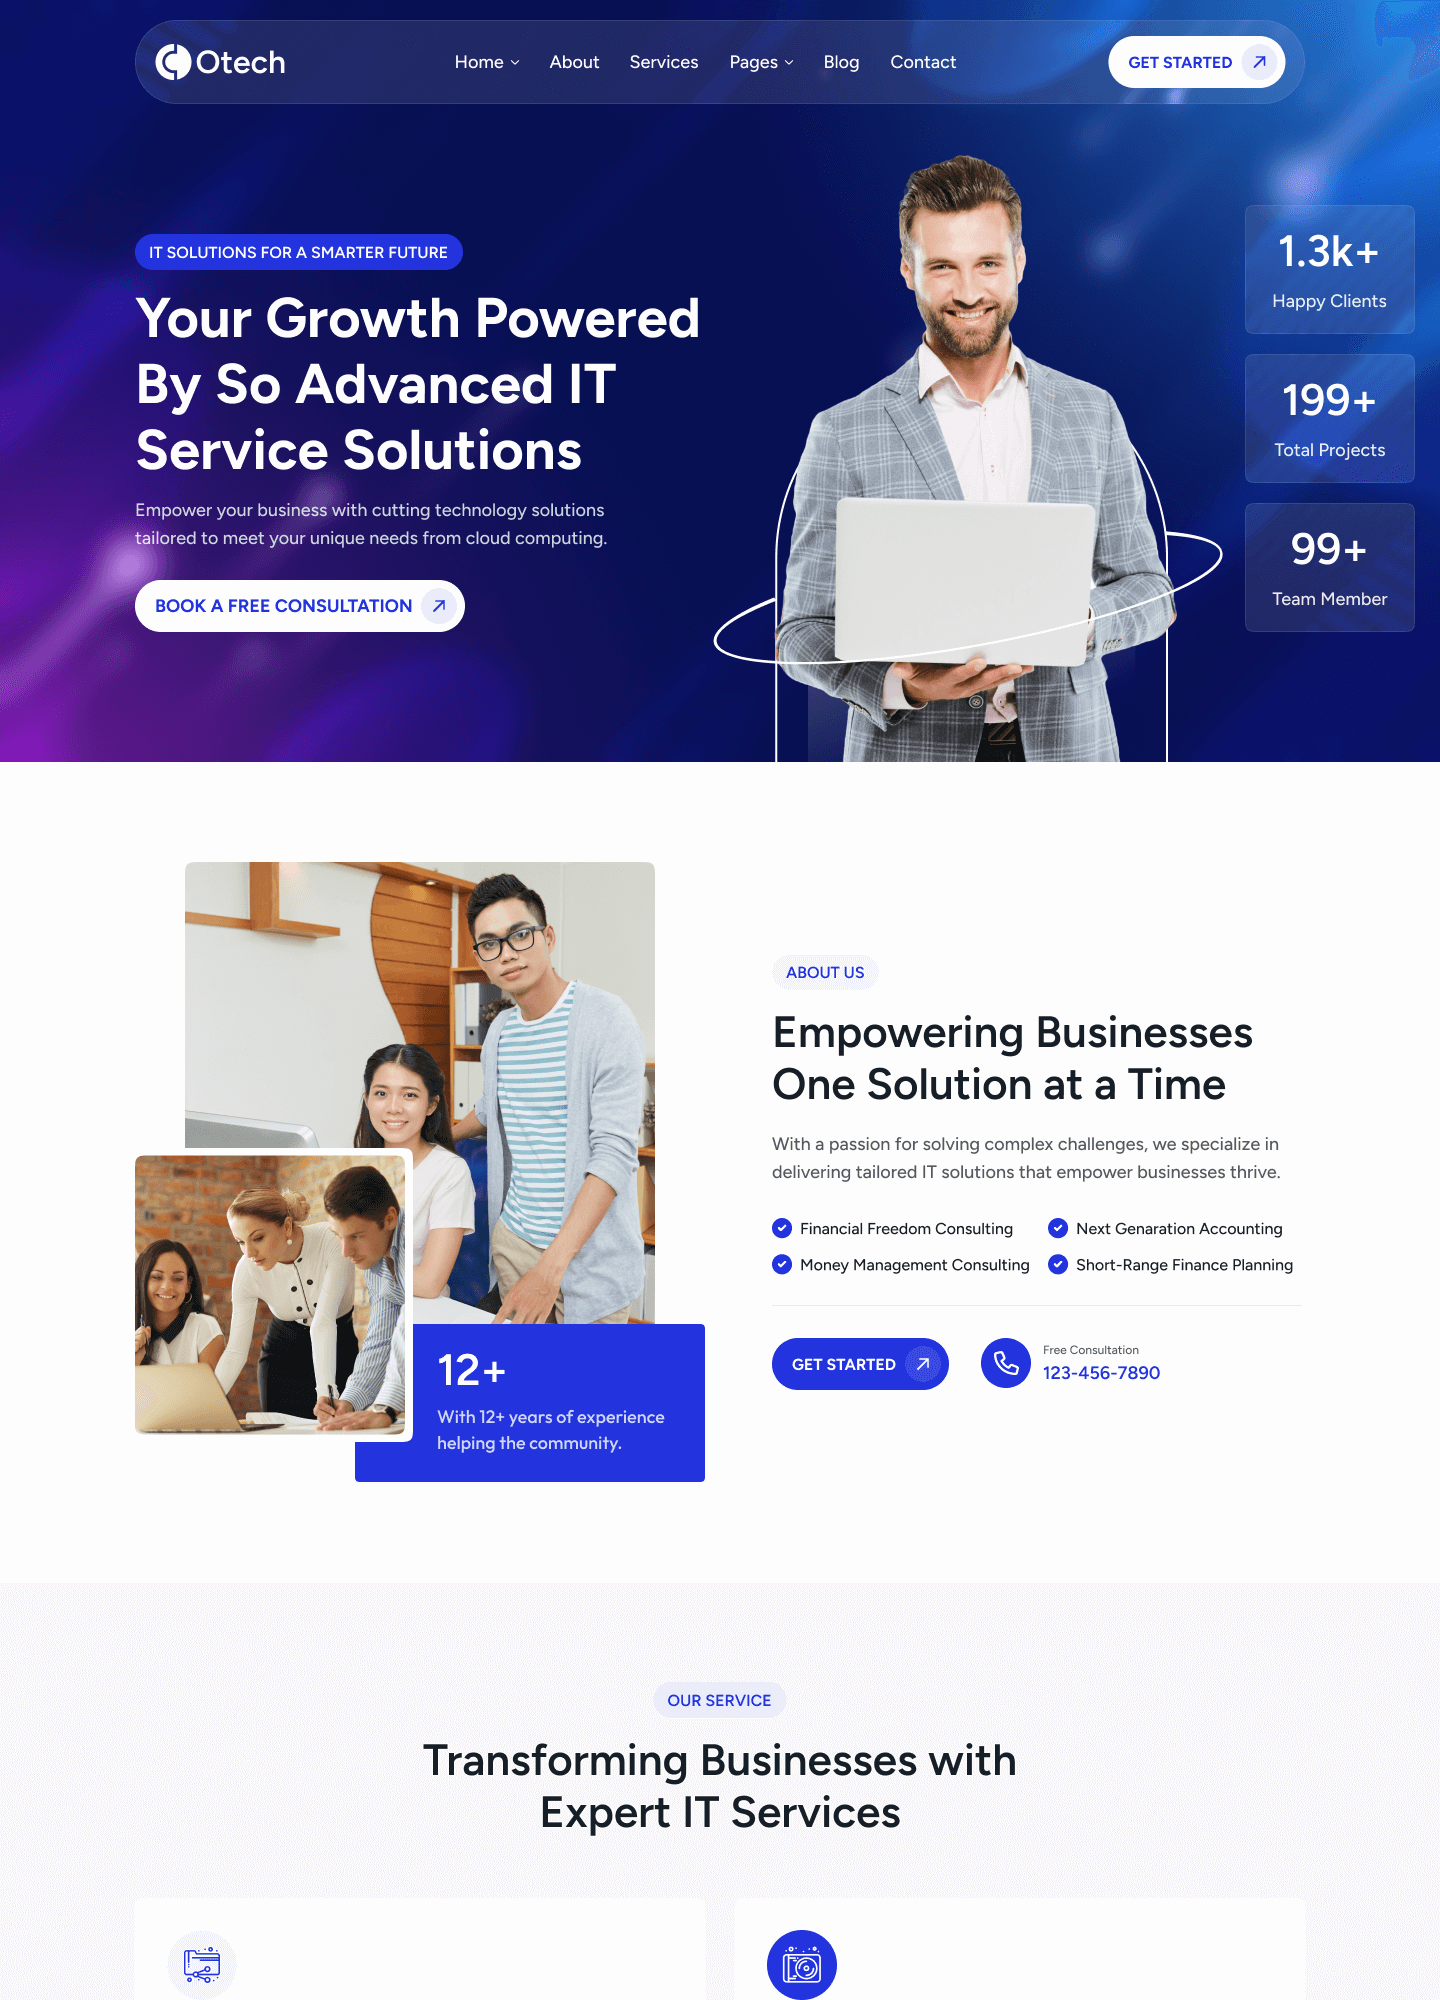 Otech
Home
About
Services
Pages
Blog
Contact
GET STARTED
IT SOLUTIONS FOR A SMARTER FUTURE
Your Growth Powered
By So Advanced IT
Service Solutions
Empower your business with cutting technology solutions
tailored to meet your unique needs from cloud computing.
BOOK A FREE CONSULTATION
1.3k+
Happy Clients
199+
Total Projects
99+
Team Member
12+
With 12+ years of experience
helping the community.
ABOUT US
Empowering Businesses
One Solution at a Time
With a passion for solving complex challenges, we specialize in
delivering tailored IT solutions that empower businesses thrive.
Financial Freedom Consulting
Next Genaration Accounting
Money Management Consulting
Short-Range Finance Planning
GET STARTED
Free Consultation
123-456-7890
OUR SERVICE
Transforming Businesses with
Expert IT Services